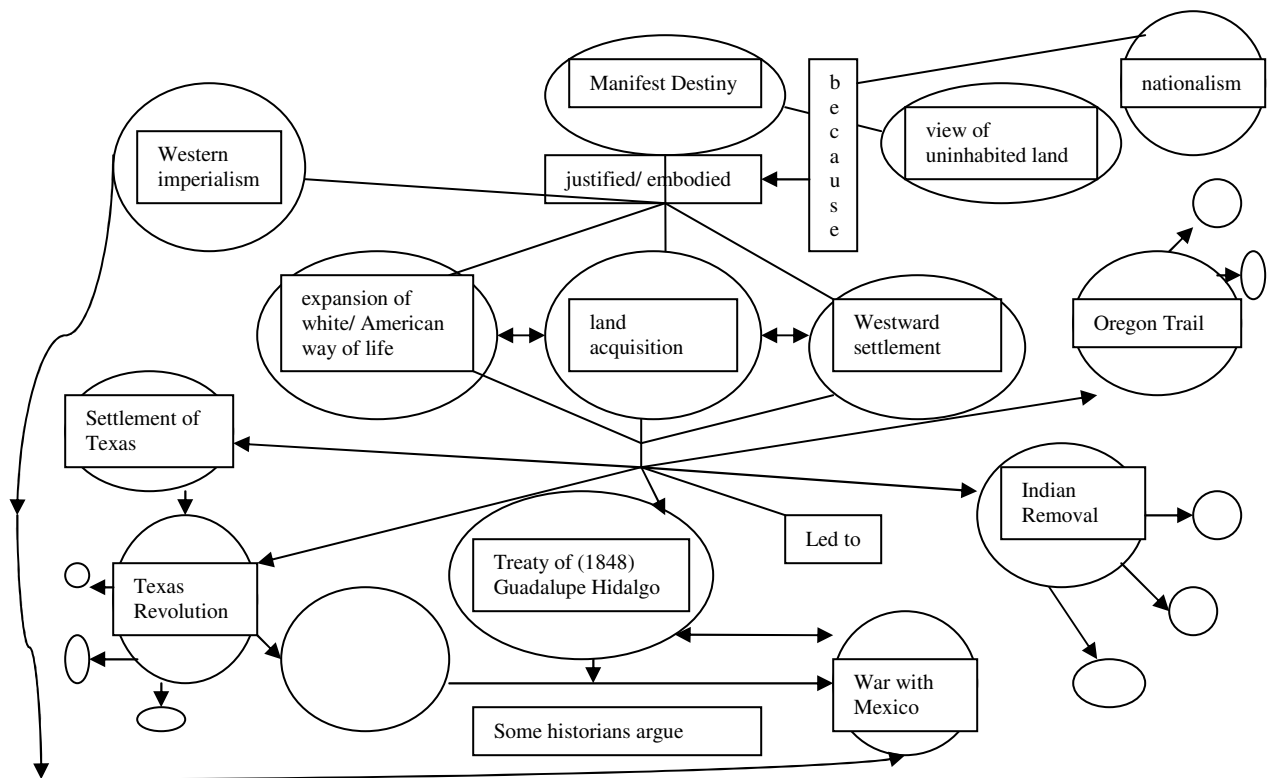 Manifest Destiny
b
e
c
a
u
s
e
nationalism
view of
uninhabited land
Western
imperialism
justified/ embodied
expansion of
white/ American
way of life
land
acquisition
Westward
settlement
Oregon Trail
Settlement of
Texas
Indian
Removal
Led to
Treaty of (1848)
Guadalupe Hidalgo
Texas
Revolution
War with
Mexico
Some historians argue